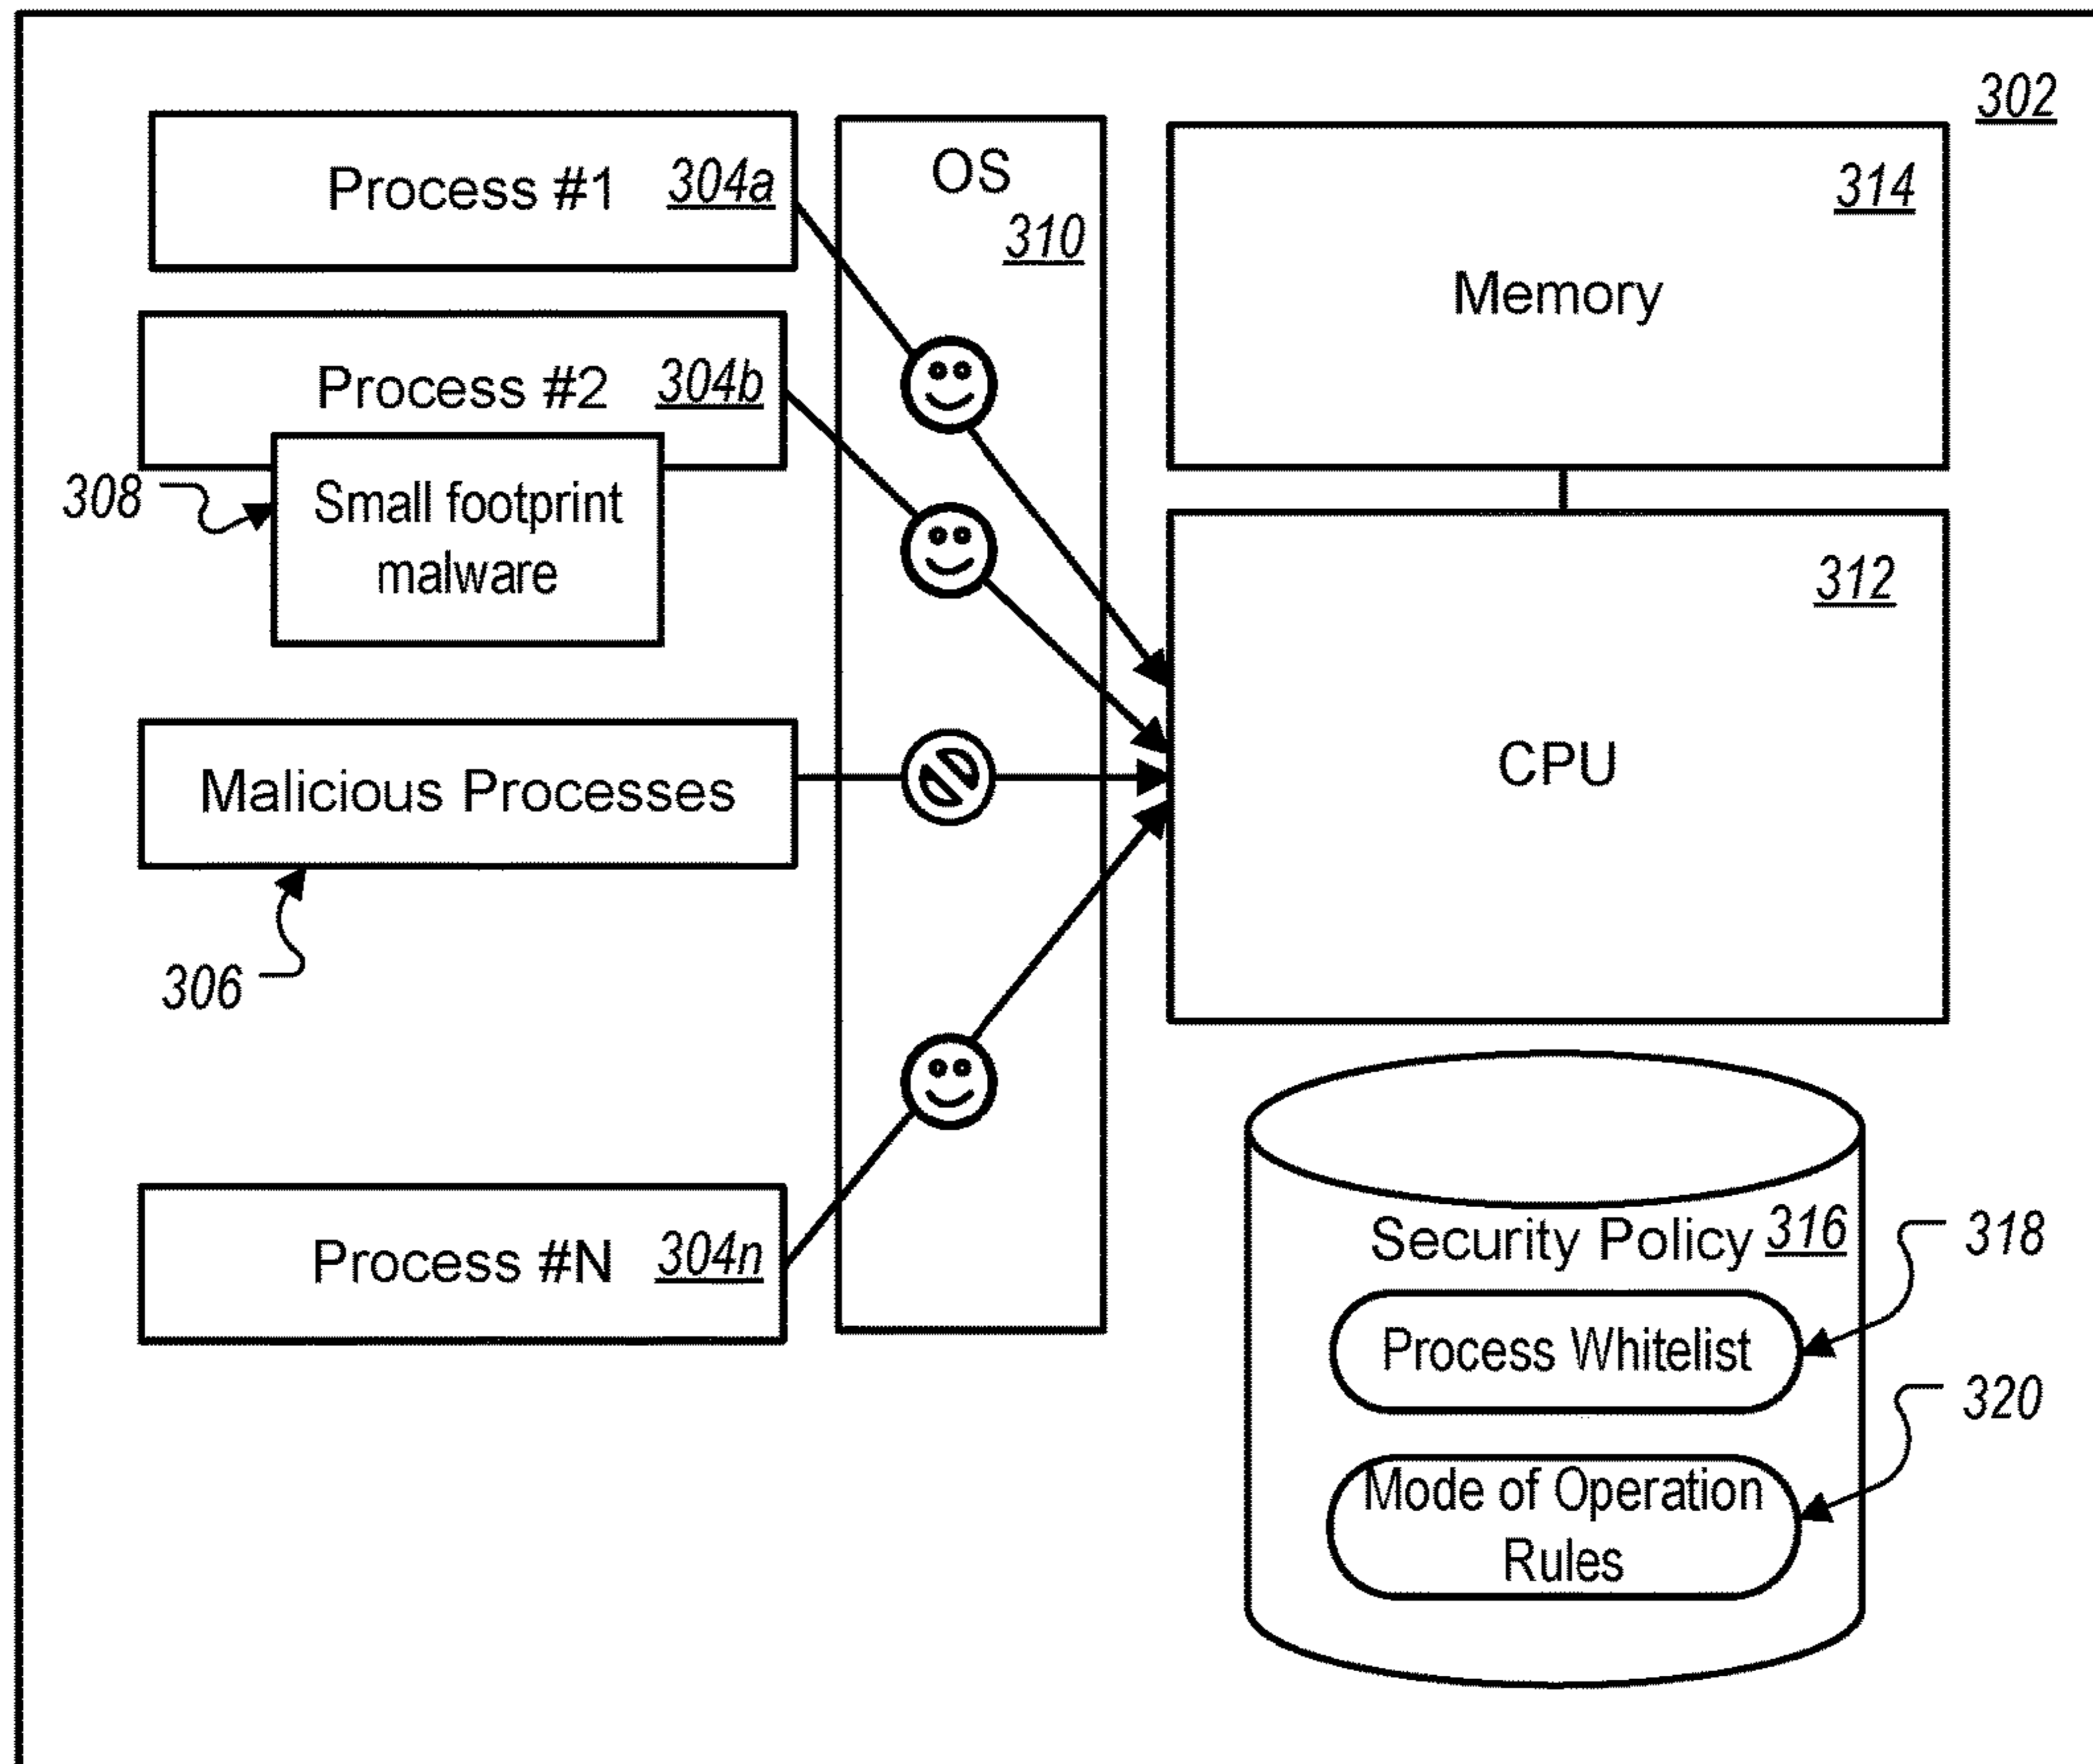 302
Process #1 304a
OS
310
314
Memory
Process #2 304b
308
Small footprint
malware
312
CPU
Malicious Processes
306
Process #N 304n
Security Policy 316
318
Process Whitelist
320
Mode of Operation
Rules